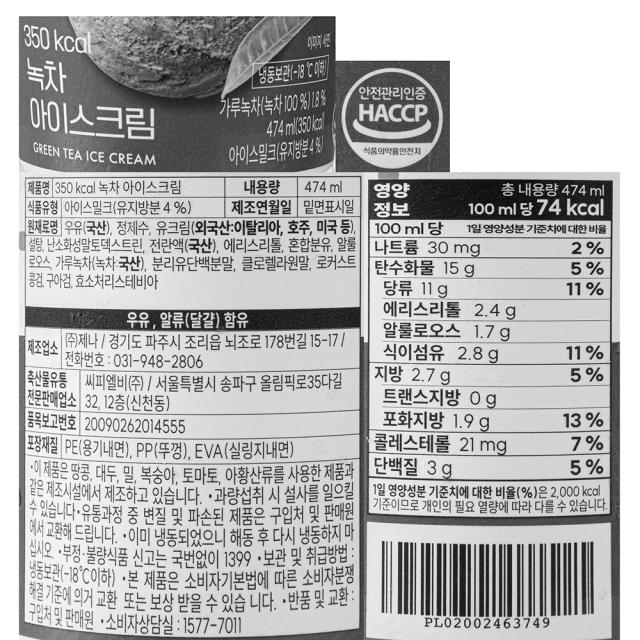 350 kcal
녹차
아이스크림
GREEN TEA ICE CREAM
이미지 사진
냉동보관(-18 ℃ 이하)
가루녹차(녹차 100 %) 1.8 %
474 ml(350 kcal)
아이스밀크(유지방분 4 %)
안전관리인증
HACCP
식품의약품안전처
제품명 350 kcal 녹차 아이스크림 내용량 474 ml
식품유형 아이스밀크(유지방분 4 %) 제조연월일 밑면표시일
원재료명 우유(국산), 정제수, 유크림(외국산:이탈리아, 호주, 미국 등),
설탕, 난소화성말토덱스트린, 전란액(국산), 에리스리톨, 혼합분유, 알룰
로오스, 가루녹차(녹차:국산), 분리유단백분말, 클로렐라원말, 로커스트
콩검, 구아검, 효소처리스테비아
우유, 알류(달걀) 함유
제조업소 (주)제나 / 경기도 파주시 조리읍 뇌조로 178번길 15-17 /
전화번호 : 031-948-2806
축산물유통
전문판매업소 씨피엘비(주) / 서울특별시 송파구 올림픽로35다길
32, 12층(신천동)
품목보고번호 20090262014555
포장재질 PE(용기내면), PP(뚜껑), EVA(실링지내면)
•이 제품은 땅콩, 대두, 밀, 복숭아, 토마토, 아황산류를 사용한 제품과
같은 제조시설에서 제조하고 있습니다. •과량섭취 시 설사를 일으킬
수 있습니다•유통과정 중 변질 및 파손된 제품은 구입처 및 판매원
에서 교환해 드립니다. •이미 냉동되었으니 해동 후 다시 냉동하지 마
십시오 •부정·불량식품 신고는 국번없이 1399 •보관 및 취급방법 :
냉동보관(-18℃이하) •본 제품은 소비자기본법에 따른 소비자분쟁
해결 기준에 의거 교환 또는 보상 받을 수 있습니다. •반품 및 교환 :
구입처 및 판매원 •소비자상담실 : 1577-7011
영양
정보
총 내용량 474 ml
100 ml 당 74 kcal
100 ml 당 1일 영양성분 기준치에 대한 비율
나트륨 30 mg 2 %
탄수화물 15 g 5 %
당류 11 g 11 %
에리스리톨 2.4 g
알룰로오스 1.7 g
식이섬유 2.8 g 11 %
지방 2.7 g 5 %
트랜스지방 0 g
포화지방 1.9 g 13 %
콜레스테롤 21 mg 7 %
단백질 3 g 5 %
1일 영양성분 기준치에 대한 비율(%)은 2,000 kcal
기준이므로 개인의 필요 열량에 따라 다를 수 있습니다.
PL02002463749